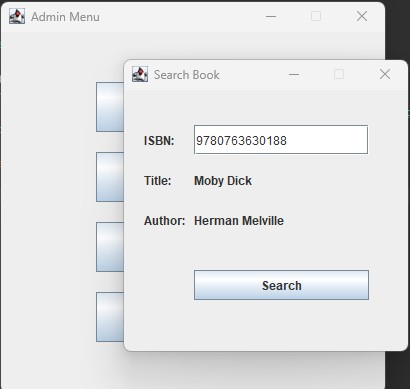 Admin Menu
Search Book
ISBN: 9780763630188
Title: Moby Dick
Author: Herman Melville
Search